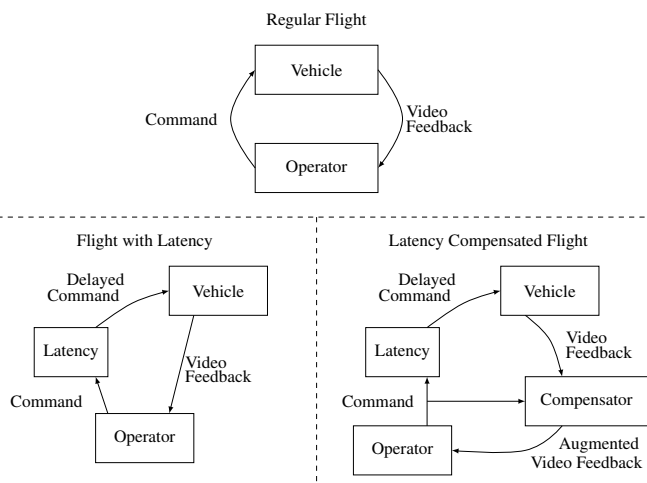 Regular Flight
Vehicle
Command
Video
Feedback
Operator
Flight with Latency
Delayed
Command
Vehicle
Latency
Video
Feedback
Command
Operator
Latency Compensated Flight
Delayed
Command
Vehicle
Latency
Video
Feedback
Command
Compensator
Operator
Augmented
Video Feedback